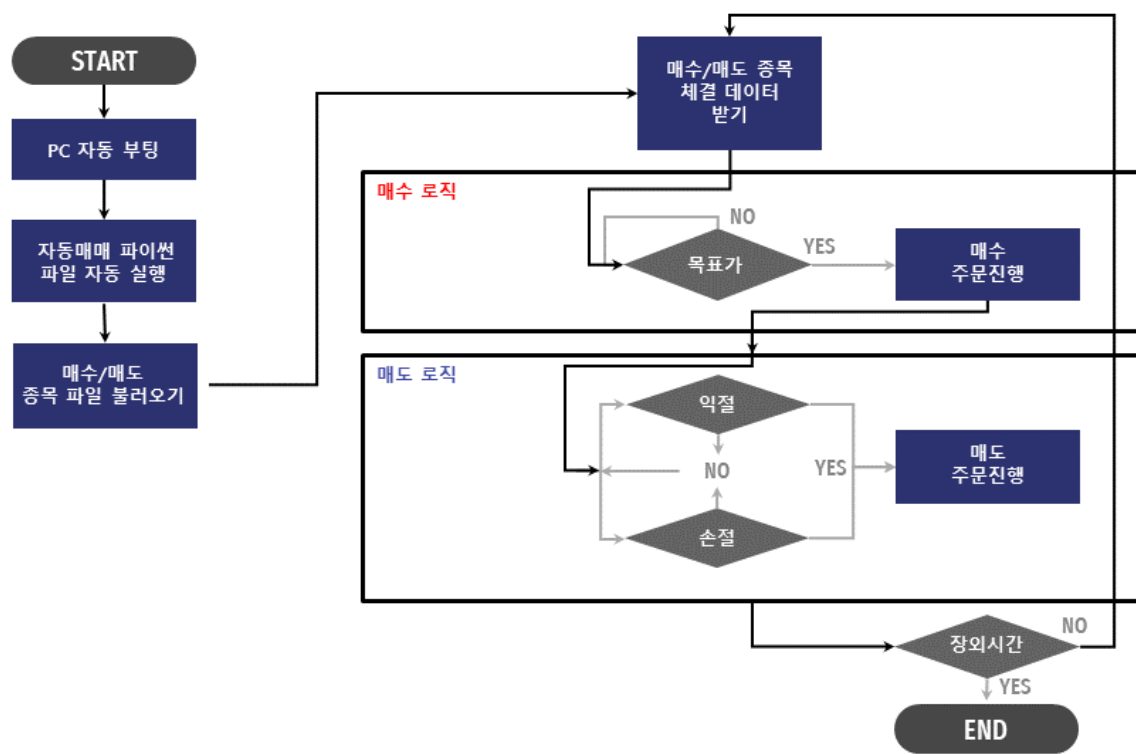 START
PC 자동 부팅
자동매매 파이썬
파일 자동 실행
매수/매도
종목 파일 불러오기
매수/매도 종목
체결 데이터
받기
매수 로직
NO
목표가
YES
매수
주문진행
매도 로직
익절
NO
YES
매도
주문진행
손절
장외시간
NO
YES
END